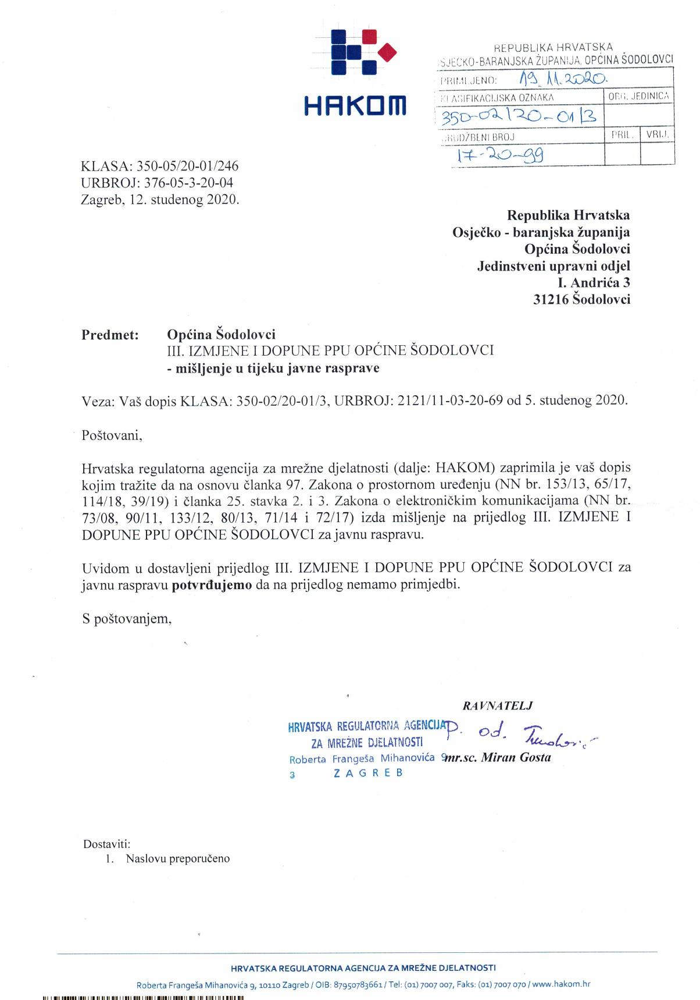 HAKOM
REPUBLIKA HRVATSKA
SJEČKO-BARANJSKA ŽUPANIJA, OPĆINA ŠODOLOVCI
PRIMLJENO: 19.11.2020.
KLASIFIKACIJSKA OZNAKA ORG. JEDINICA
350-02/20-01/3
BROJ PRIL. VRIJ.
17-20-99
KLASA: 350-05/20-01/246
URBROJ: 376-05-3-20-04
Zagreb, 12. studenog 2020.
Republika Hrvatska
Osječko - baranjska županija
Općina Šodolovci
Jedinstveni upravni odjel
I. Andrića 3
31216 Šodolovci
Predmet: Općina Šodolovci
III. IZMJENE I DOPUNE PPU OPĆINE ŠODOLOVCI
- mišljenje u tijeku javne rasprave
Veza: Vaš dopis KLASA: 350-02/20-01/3, URBROJ: 2121/11-03-20-69 od 5. studenog 2020.
Poštovani,
Hrvatska regulatorna agencija za mrežne djelatnosti (dalje: HAKOM) zaprimila je vaš dopis
kojim tražite da na osnovu članka 97. Zakona o prostornom uređenju (NN br. 153/13, 65/17,
114/18, 39/19) i članka 25. stavka 2. i 3. Zakona o elektroničkim komunikacijama (NN br.
73/08, 90/11, 133/12, 80/13, 71/14 i 72/17) izda mišljenje na prijedlog III. IZMJENE I
DOPUNE PPU OPĆINE ŠODOLOVCI za javnu raspravu.
Uvidom u dostavljeni prijedlog III. IZMJENE I DOPUNE PPU OPĆINE ŠODOLOVCI za
javnu raspravu potvrđujemo da na prijedlog nemamo primjedbi.
S poštovanjem,
RAVNATELJ
HRVATSKA REGULATORNA AGENCIJA p. od.
ZA MREŽNE DJELATNOSTI
Roberta Frangeša Mihanovića 9 mr.sc. Miran Gosta
3 ZAGREB
Dostaviti:
1. Naslovu preporučeno
HRVATSKA REGULATORNA AGENCIJA ZA MREŽNE DJELATNOSTI
Roberta Frangeša Mihanovića 9, 10110 Zagreb / OIB: 87950783661 / Tel: (01) 7007 007, Faks: (01) 7007 070 / www.hakom.hr